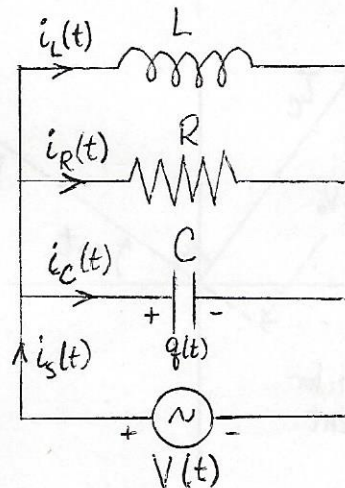 L
i_L(t)
R
i_R(t)
C
i_C(t)
+ -
q(t)
i_s(t)
+ ~ -
V(t)